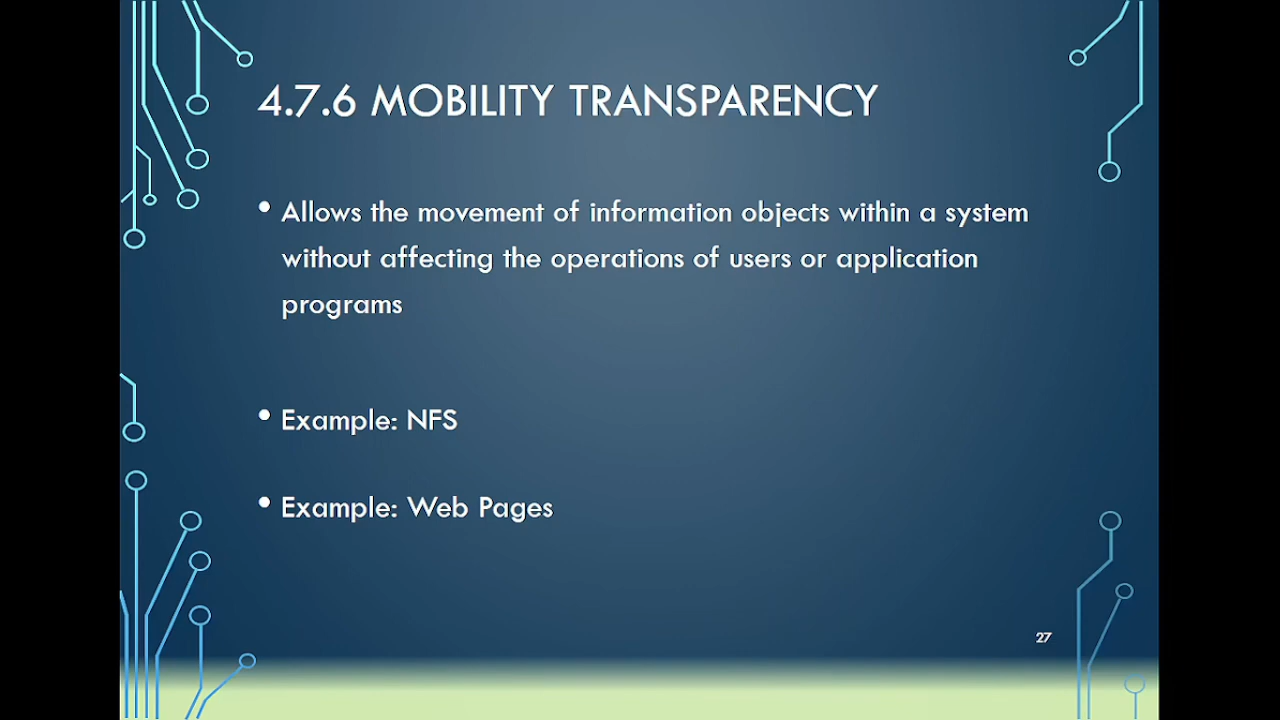 4.7.6 MOBILITY TRANSPARENCY
• Allows the movement of information objects within a system
without affecting the operations of users or application
programs
• Example: NFS
• Example: Web Pages
27